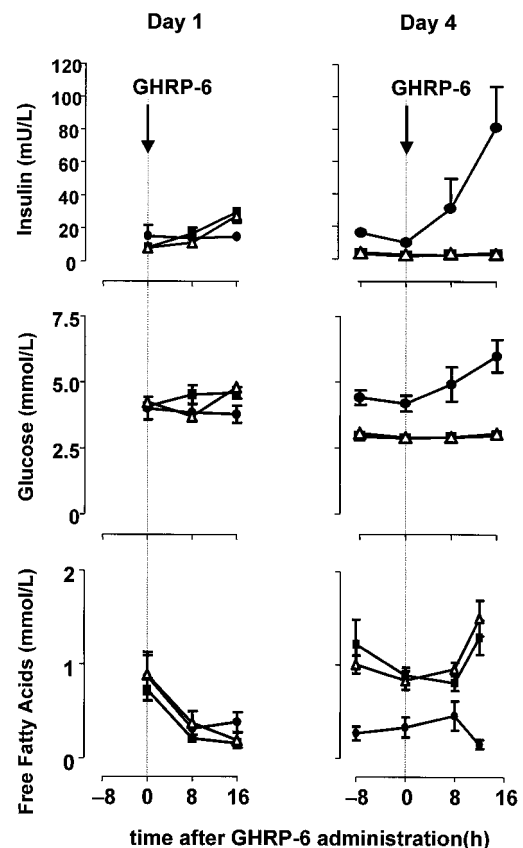 Day 1
Day 4
Insulin (mU/L)
120
100
80
60
40
20
0
GHRP-6
GHRP-6
Glucose (mmol/L)
7.5
5.0
2.5
0
Free Fatty Acids (mmol/L)
2
1
0
–8 0 8 16
–8 0 8 16
time after GHRP-6 administration(h)